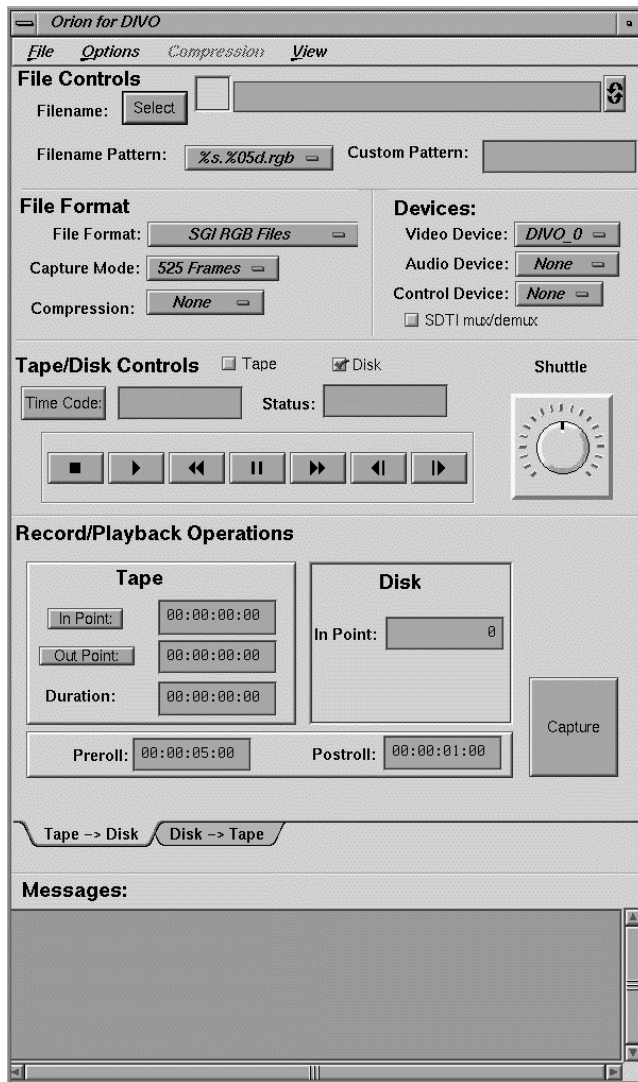 Orion for DIVO
File Options Compression View
File Controls
Filename: Select
Filename Pattern: %s.%05d.rgb Custom Pattern:
File Format
File Format: SGI RGB Files
Capture Mode: 525 Frames
Compression: None
Devices:
Video Device: DIVO_0
Audio Device: None
Control Device: None
SDTI mux/demux
Tape/Disk Controls Tape Disk Shuttle
Time Code: Status:
Record/Playback Operations
Tape
In Point: 00:00:00:00
Out Point: 00:00:00:00
Duration: 00:00:00:00
Disk
In Point: 0
Preroll: 00:00:05:00 Postroll: 00:00:01:00
Capture
Tape -> Disk Disk -> Tape
Messages: